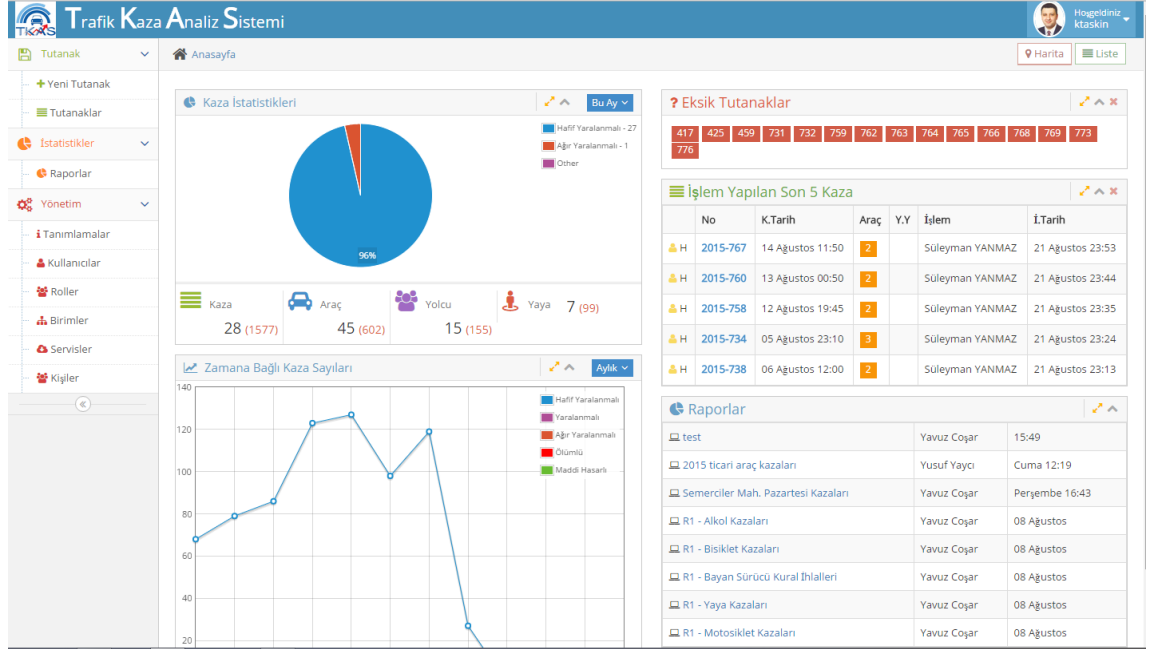 TKAS
Trafik Kaza Analiz Sistemi
Hoşgeldiniz
ktaskin
Tutanak
Yeni Tutanak
Tutanaklar
İstatistikler
Raporlar
Yönetim
Tanımlamalar
Kullanıcılar
Roller
Birimler
Servisler
Kişiler
Anasayfa
Harita
Liste
Kaza İstatistikleri
Bu Ay
Hafif Yaralanmalı - 27
Ağır Yaralanmalı - 1
Other
96%
Kaza
28 (1577)
Araç
45 (602)
Yolcu
15 (155)
Yaya 7 (99)
Zamana Bağlı Kaza Sayıları
Aylık
140
120
100
80
60
40
20
Hafif Yaralanmalı
Yaralanmalı
Ağır Yaralanmalı
Ölümlü
Maddi Hasarlı
? Eksik Tutanaklar
417 425 459 731 732 759 762 763 764 765 766 768 769 773
776
İşlem Yapılan Son 5 Kaza
No K.Tarih Araç Y.Y İşlem İ.Tarih
H 2015-767 14 Ağustos 11:50 2 Süleyman YANMAZ 21 Ağustos 23:53
H 2015-760 13 Ağustos 00:50 2 Süleyman YANMAZ 21 Ağustos 23:44
H 2015-758 12 Ağustos 19:45 2 Süleyman YANMAZ 21 Ağustos 23:35
H 2015-734 05 Ağustos 23:10 3 Süleyman YANMAZ 21 Ağustos 23:24
H 2015-738 06 Ağustos 12:00 2 Süleyman YANMAZ 21 Ağustos 23:13
Raporlar
test Yavuz Coşar 15:49
2015 ticari araç kazaları Yusuf Yaycı Cuma 12:19
Semerciler Mah. Pazartesi Kazaları Yavuz Coşar Perşembe 16:43
R1 - Alkol Kazaları Yavuz Coşar 08 Ağustos
R1 - Bisiklet Kazaları Yavuz Coşar 08 Ağustos
R1 - Bayan Sürücü Kural İhlalleri Yavuz Coşar 08 Ağustos
R1 - Yaya Kazaları Yavuz Coşar 08 Ağustos
R1 - Motosiklet Kazaları Yavuz Coşar 08 Ağustos